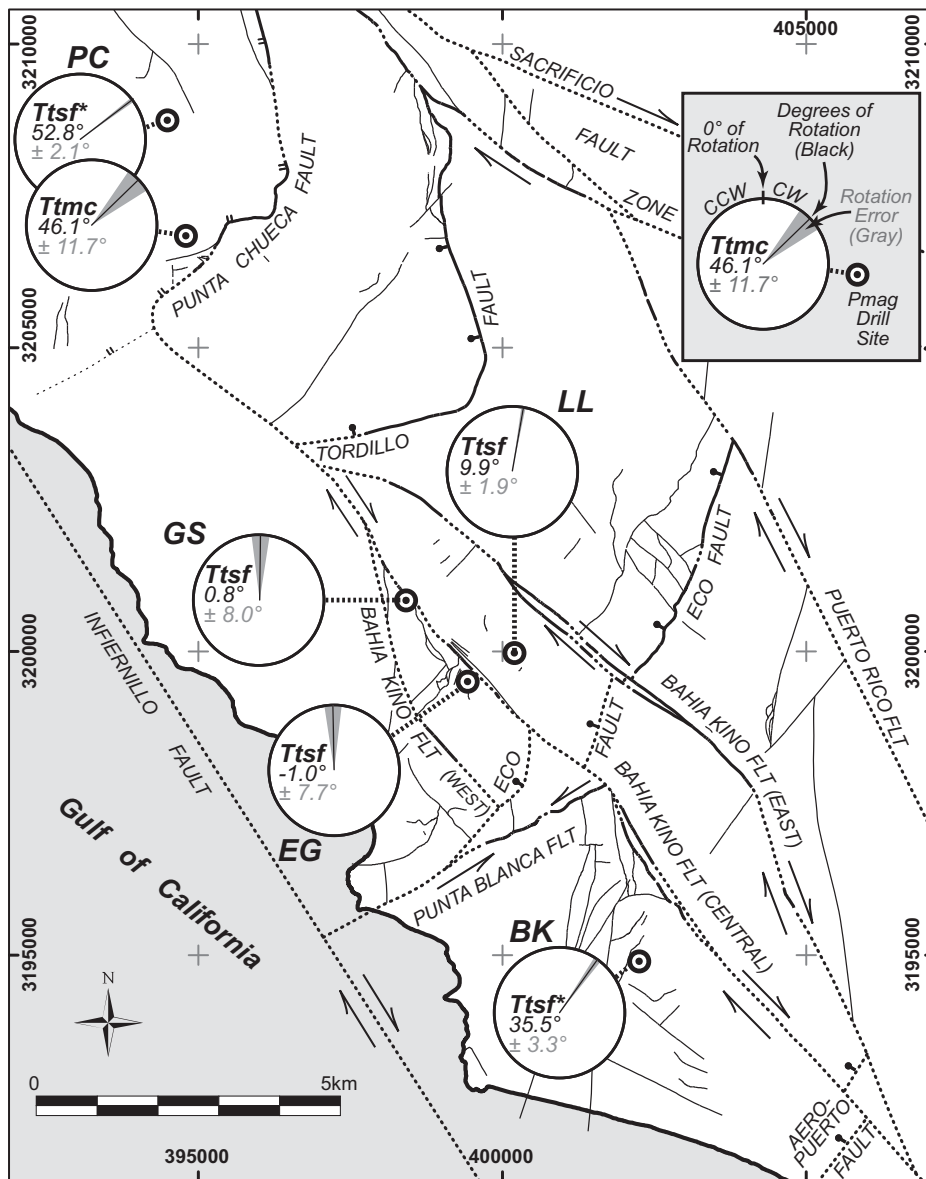 405000
3210000
3210000
PC
Ttsf*
52.8°
± 2.1°
Ttmc
46.1°
± 11.7°
SACRIFICIO
FAULT
ZONE
0° of
Rotation
Degrees of
Rotation
(Black)
CCW
CW
Rotation
Error
(Gray)
Ttmc
46.1°
± 11.7°
Pmag
Drill
Site
PUNTA CHUECA FAULT
FAULT
TORDILLO
3205000
3205000
LL
Ttsf
9.9°
± 1.9°
GS
Ttsf
0.8°
± 8.0°
ECO FAULT
PUERTO RICO FLT
3200000
3200000
INFIERNILLO
FAULT
BAHIA KINO FLT (WEST)
BAHIA KINO FLT (EAST)
BAHIA KINO FLT (CENTRAL)
ECO
FAULT
Ttsf
-1.0°
± 7.7°
EG
PUNTA BLANCA FLT
Gulf of California
BK
Ttsf*
35.5°
± 3.3°
3195000
3195000
N
0
5km
AERO-
PUERTO
FAULT
395000
400000